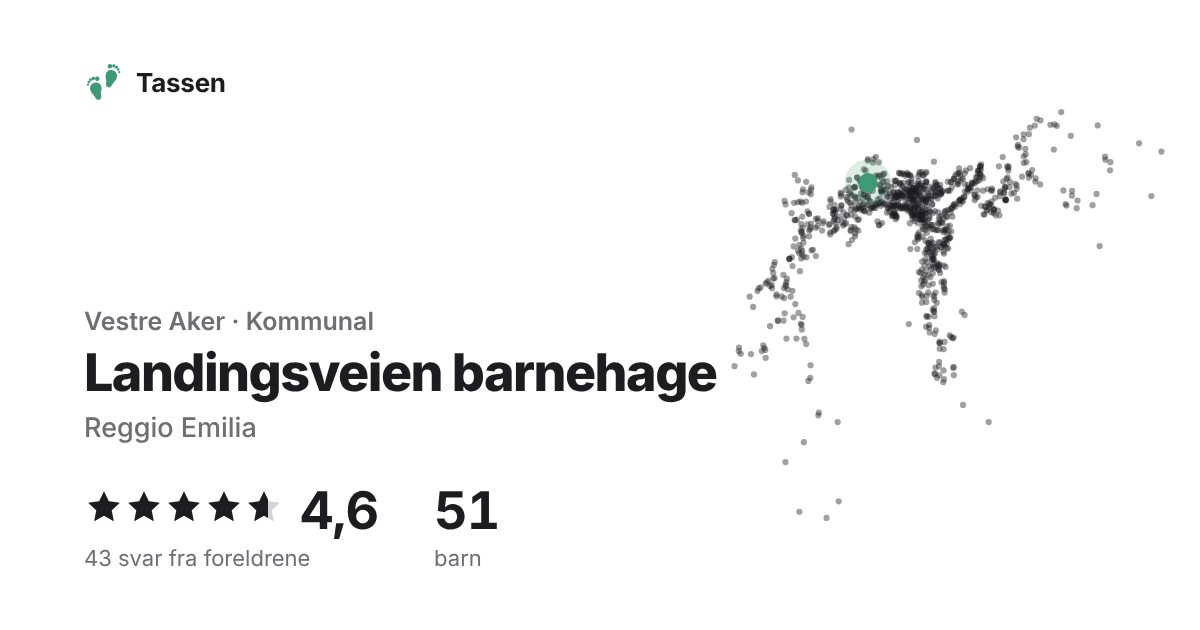 Tassen
Vestre Aker · Kommunal
Landingsveien barnehage
Reggio Emilia
4,6
51
43 svar fra foreldrene
barn